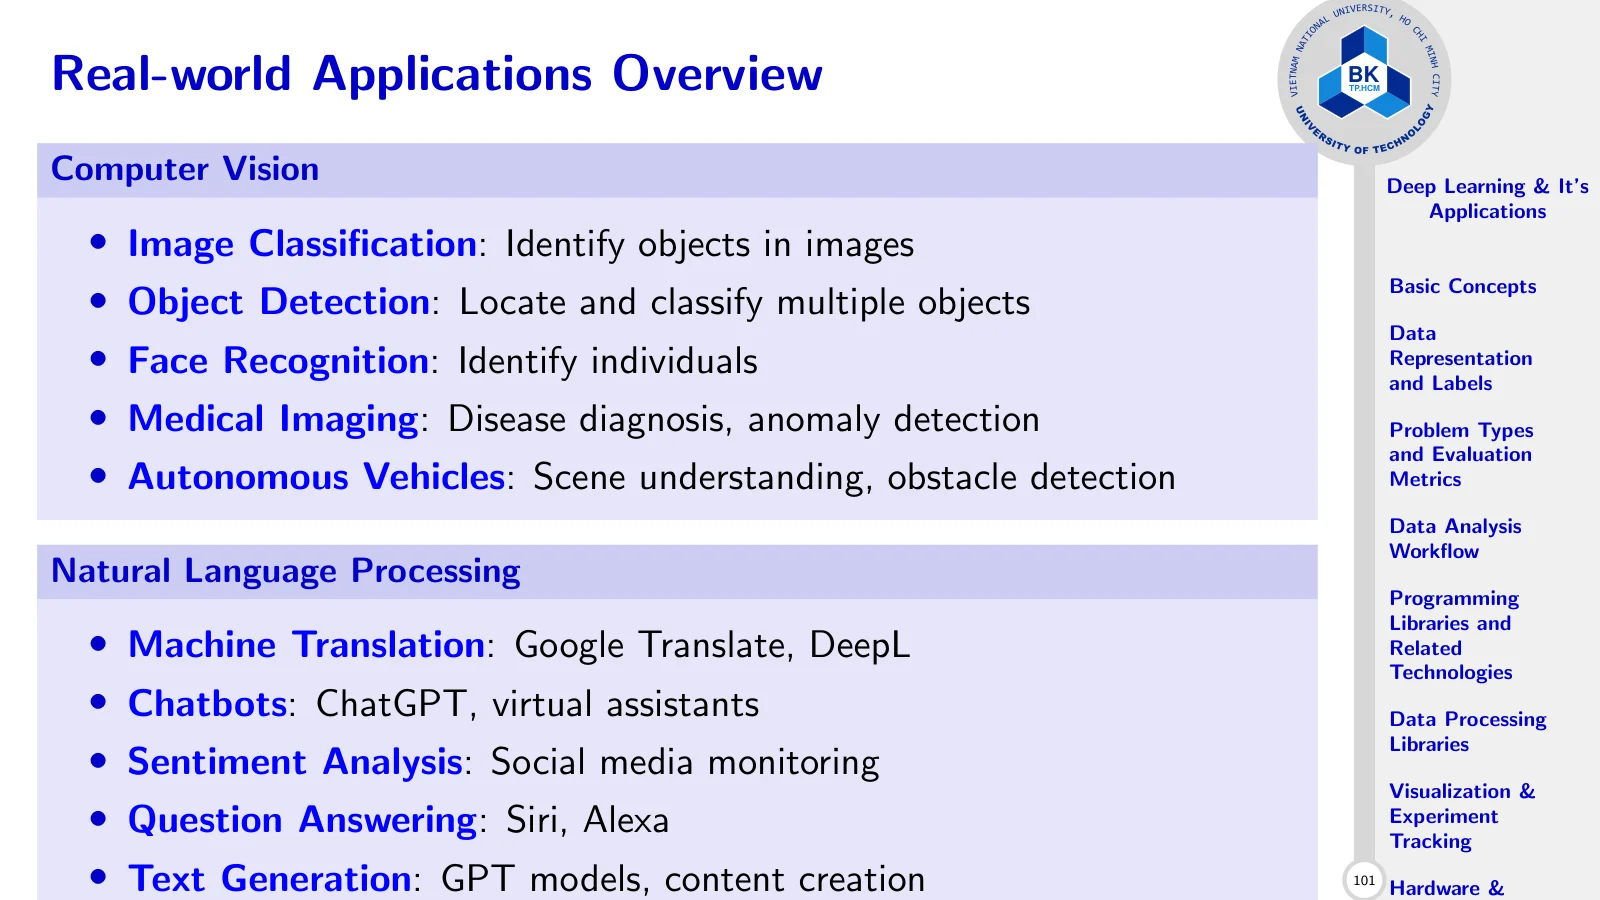 Real-world Applications Overview
Computer Vision
• Image Classification: Identify objects in images
• Object Detection: Locate and classify multiple objects
• Face Recognition: Identify individuals
• Medical Imaging: Disease diagnosis, anomaly detection
• Autonomous Vehicles: Scene understanding, obstacle detection
Natural Language Processing
• Machine Translation: Google Translate, DeepL
• Chatbots: ChatGPT, virtual assistants
• Sentiment Analysis: Social media monitoring
• Question Answering: Siri, Alexa
• Text Generation: GPT models, content creation
VIETNAM NATIONAL UNIVERSITY, HO CHI MINH CITY
BK
TP.HCM
UNIVERSITY OF TECHNOLOGY
Deep Learning & It's
Applications
Basic Concepts
Data
Representation
and Labels
Problem Types
and Evaluation
Metrics
Data Analysis
Workflow
Programming
Libraries and
Related
Technologies
Data Processing
Libraries
Visualization &
Experiment
Tracking
Hardware &
101